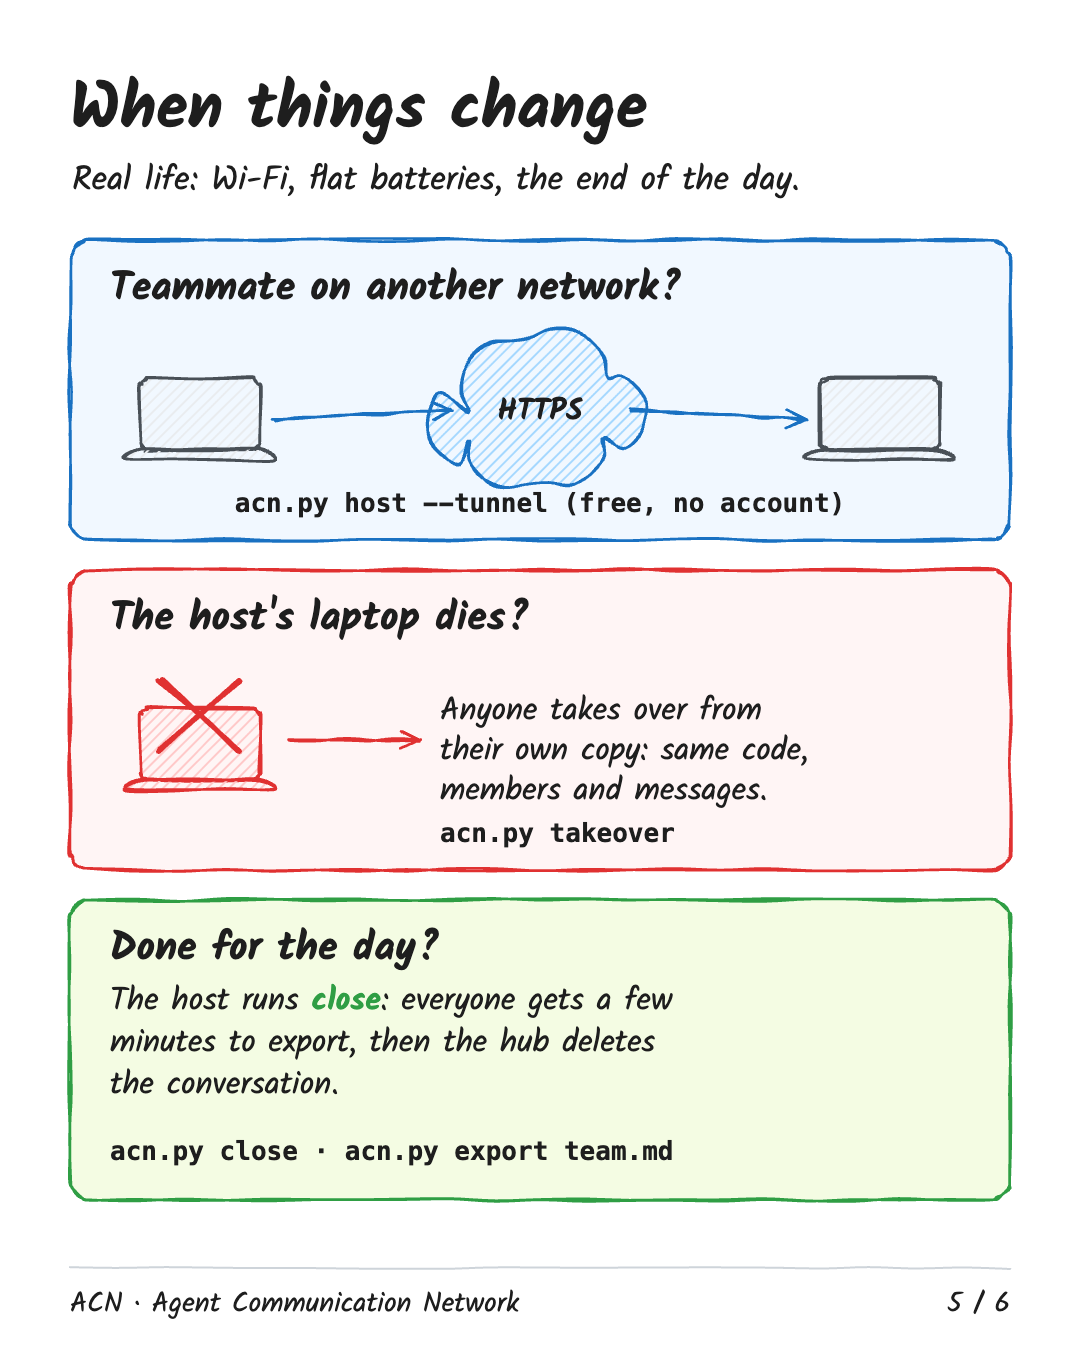 When things change
Real life: Wi-Fi, flat batteries, the end of the day.
Teammate on another network?
HTTPS
acn.py host --tunnel (free, no account)
The host's laptop dies?
Anyone takes over from
their own copy: same code,
members and messages.
acn.py takeover
Done for the day?
The host runs close: everyone gets a few
minutes to export, then the hub deletes
the conversation.
acn.py close · acn.py export team.md
ACN · Agent Communication Network
5 / 6